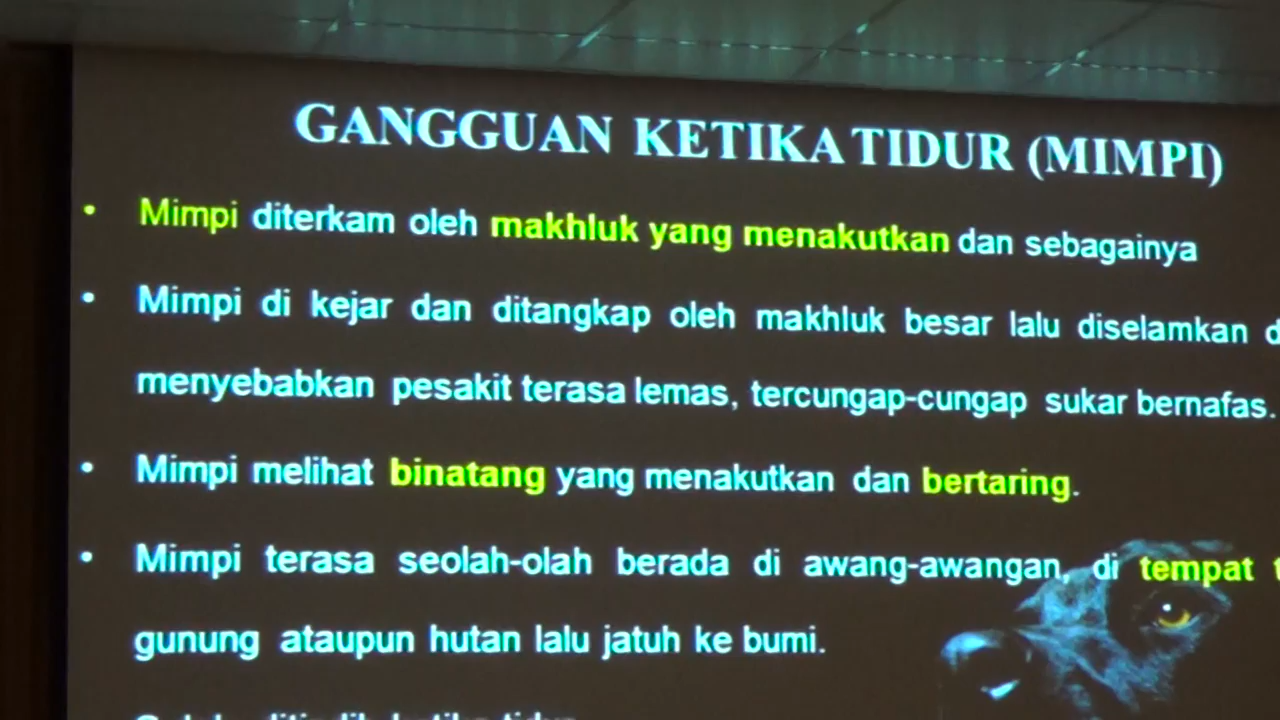 GANGGUAN KETIKA TIDUR (MIMPI)
• Mimpi diterkam oleh makhluk yang menakutkan dan sebagainya
• Mimpi di kejar dan ditangkap oleh makhluk besar lalu diselamkan
menyebabkan pesakit terasa lemas, tercungap-cungap sukar bernafas.
• Mimpi melihat binatang yang menakutkan dan bertaring.
• Mimpi terasa seolah-olah berada di awang-awangan, di tempat
gunung ataupun hutan lalu jatuh ke bumi.